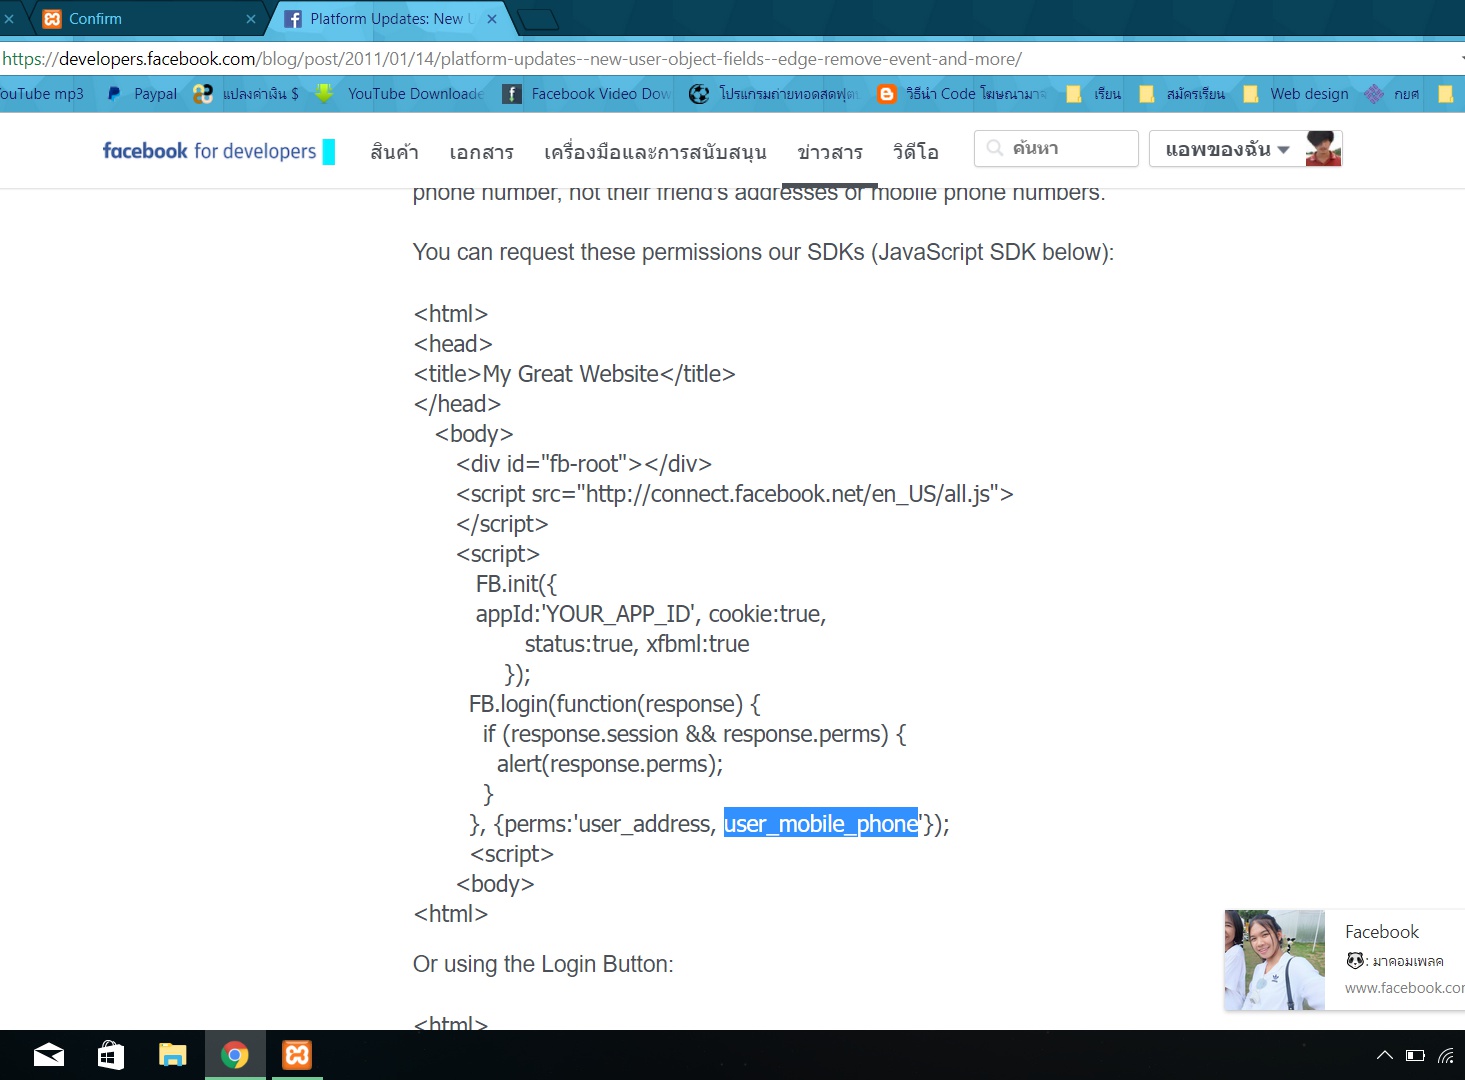 Confirm
Platform Updates: New U
https://developers.facebook.com/blog/post/2011/01/14/platform-updates--new-user-object-fields--edge-remove-event-and-more/
ouTube mp3
Paypal
แปลงค่าเงิน $
YouTube Downloade
Facebook Video Dow
โปรแกรมถ่ายทอดสดฟุตบ
วิธีนำ Code โฆษณามาจ
เรียน
สมัครเรียน
Web design
กยศ
facebook for developers
สินค้า
เอกสาร
เครื่องมือและการสนับสนุน
ข่าวสาร
วิดีโอ
ค้นหา
แอพของฉัน
phone number, not their friend's addresses or mobile phone numbers.
You can request these permissions our SDKs (JavaScript SDK below):
<html>
<head>
<title>My Great Website</title>
</head>
<body>
<div id="fb-root"></div>
<script src="http://connect.facebook.net/en_US/all.js">
</script>
<script>
FB.init({
appId:'YOUR_APP_ID', cookie:true,
status:true, xfbml:true
});
FB.login(function(response) {
if (response.session && response.perms) {
alert(response.perms);
}
}, {perms:'user_address, user_mobile_phone'});
<script>
<body>
<html>
Or using the Login Button:
<html>
Facebook
🐼: มาคอมเพลค
www.facebook.cor